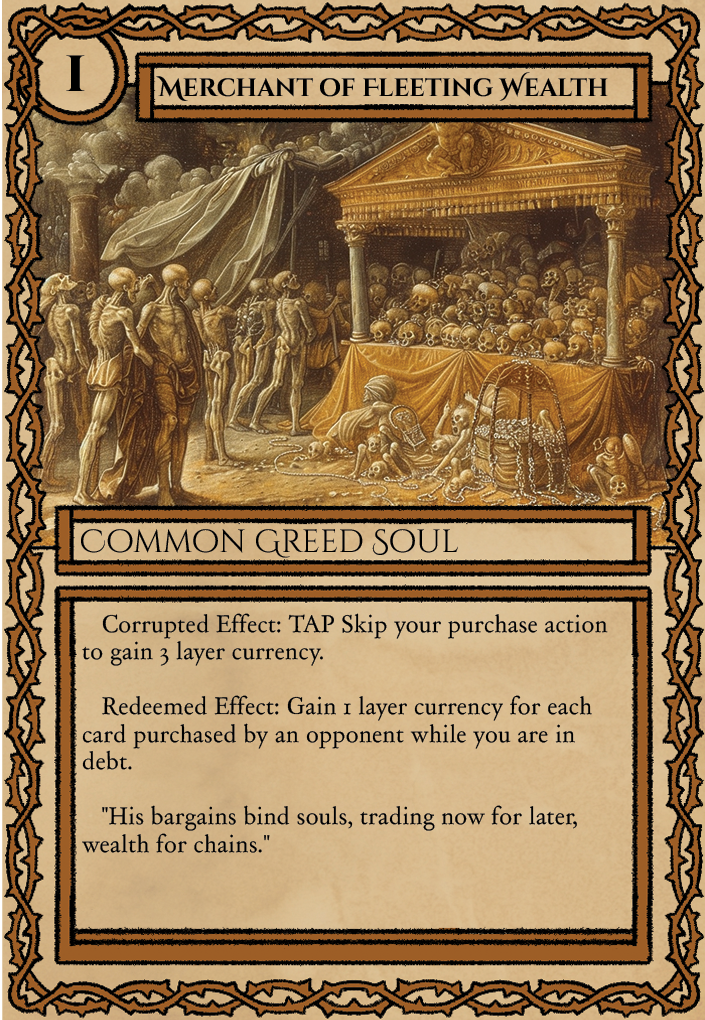 1
Merchant of Fleeting Wealth
Common Greed Soul
Corrupted Effect: TAP Skip your purchase action
to gain 3 layer currency.
Redeemed Effect: Gain 1 layer currency for each
card purchased by an opponent while you are in
debt.
"His bargains bind souls, trading now for later,
wealth for chains."